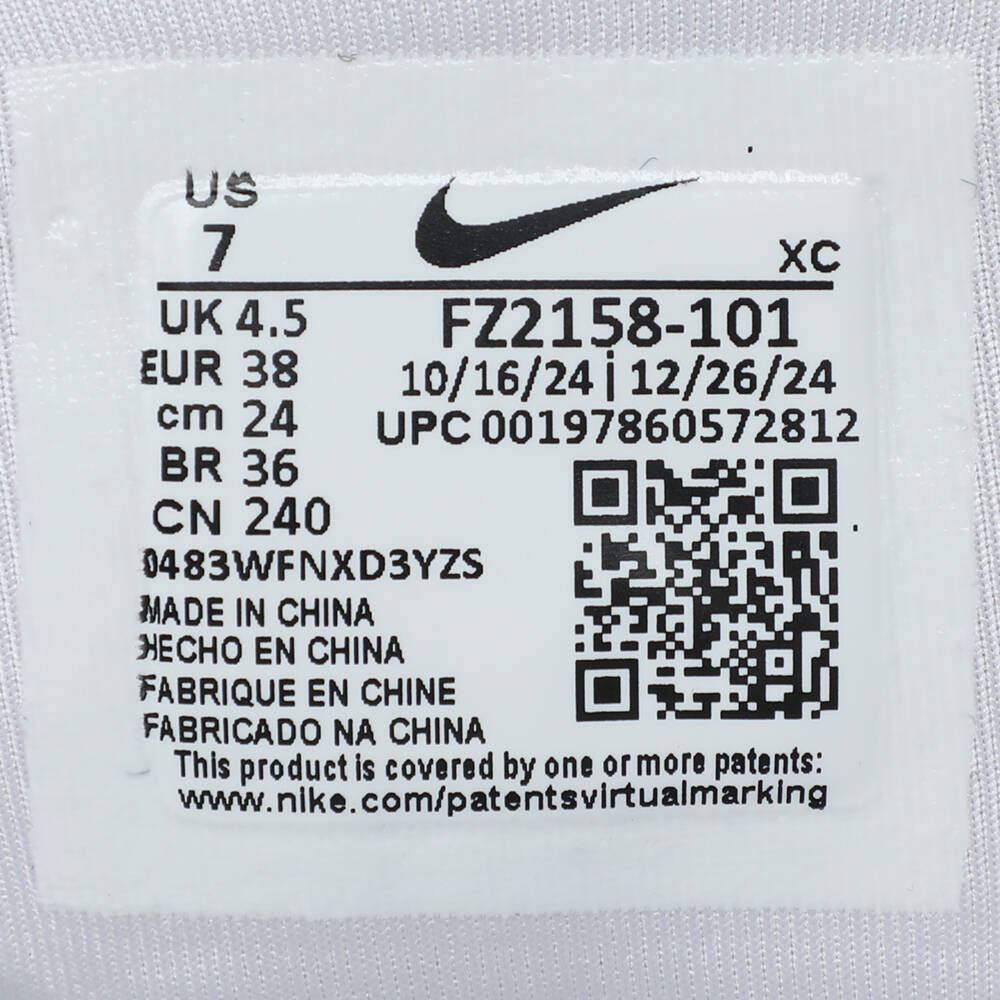 US
7
XC
UK 4.5
EUR 38
cm 24
BR 36
CN 240
FZ2158-101
10/16/24 | 12/26/24
UPC 00197860572812
0483WFNXD3YZS
MADE IN CHINA
HECHO EN CHINA
FABRIQUE EN CHINE
FABRICADO NA CHINA
This product is covered by one or more patents:
www.nike.com/patentsvirtualmarking